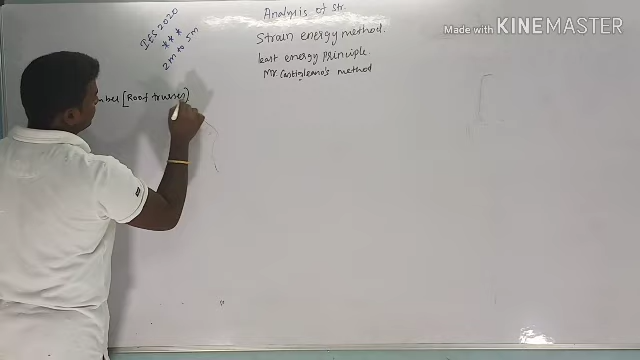 Analysis of Str.
Strain energy method.
least energy principle.
Mr. Castigleano's method
IES 2020
***
2M to 5M
[Roof trusses]
Made with KINEMASTER